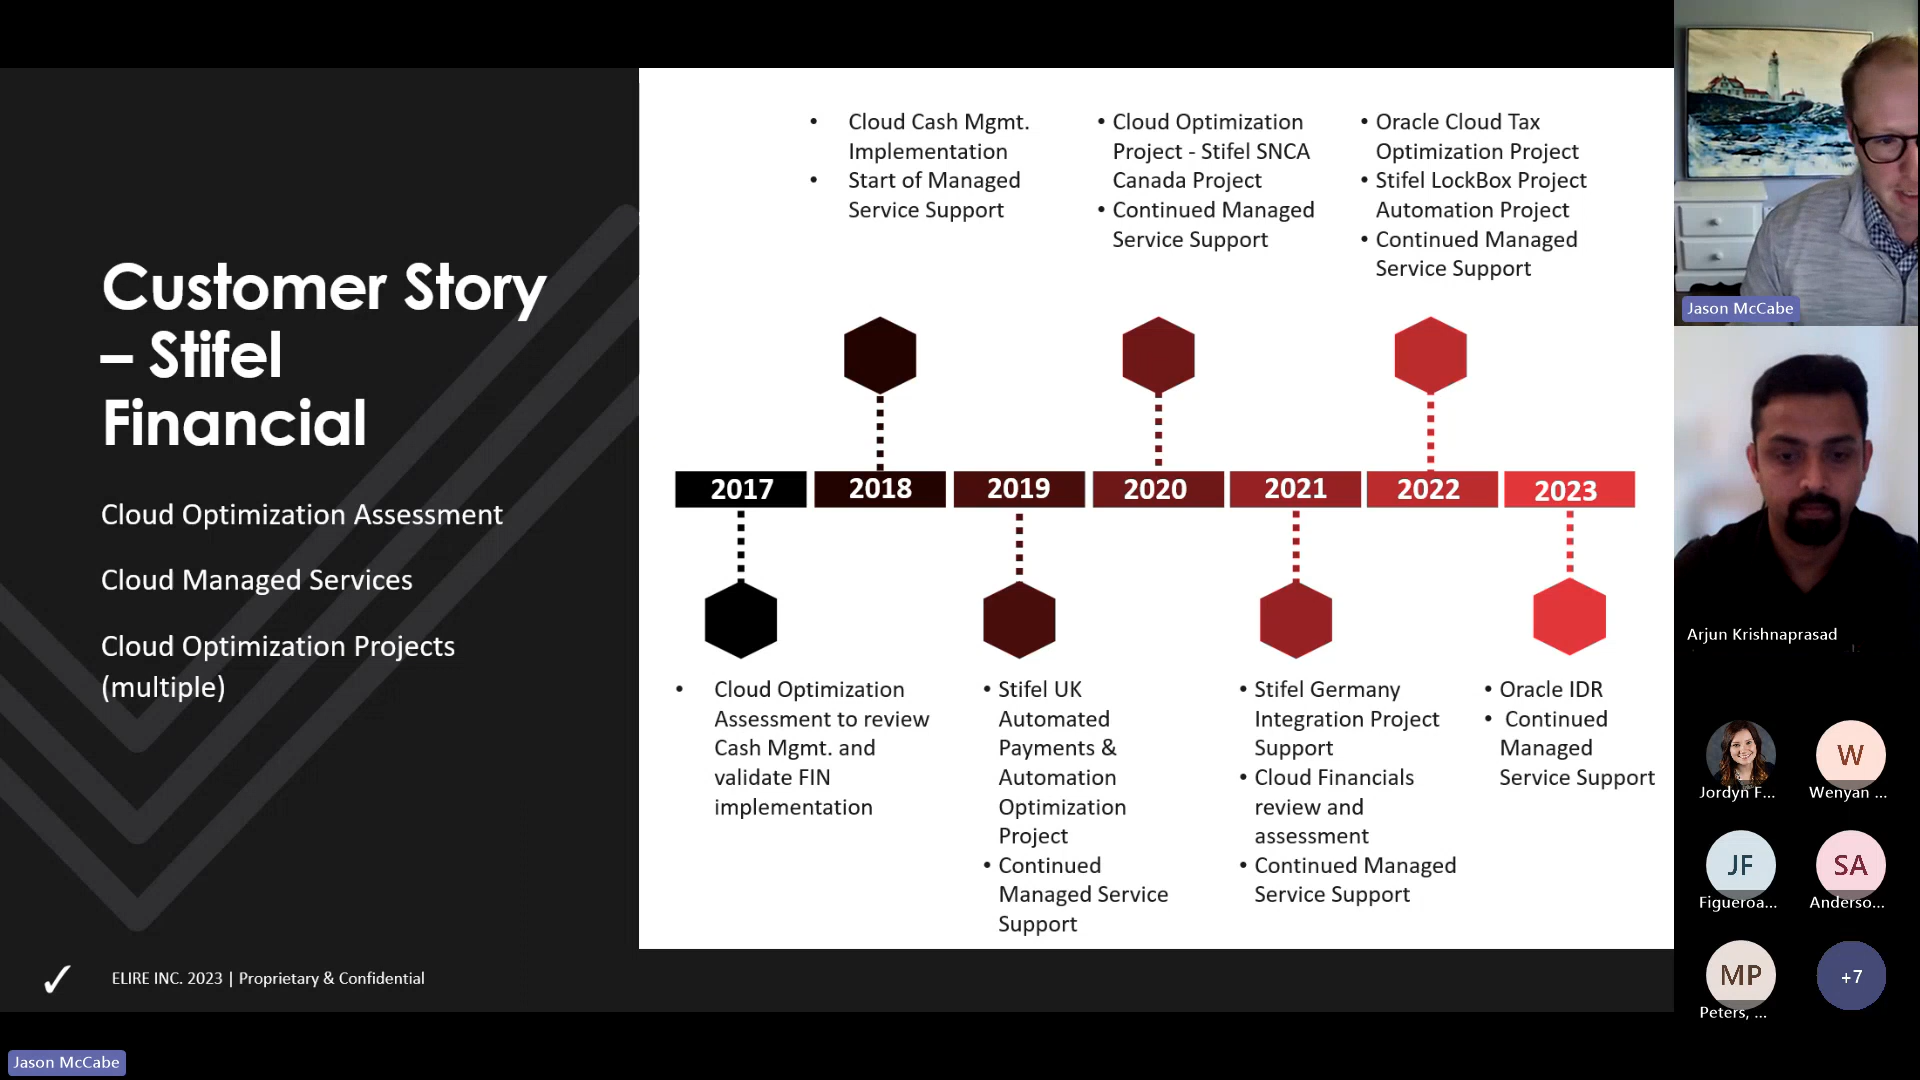 Customer Story
– Stifel
Financial
Cloud Optimization Assessment
Cloud Managed Services
Cloud Optimization Projects
(multiple)
• Cloud Cash Mgmt.
Implementation
• Start of Managed
Service Support
• Cloud Optimization
Project - Stifel SNCA
Canada Project
• Continued Managed
Service Support
• Oracle Cloud Tax
Optimization Project
• Stifel LockBox Project
Automation Project
• Continued Managed
Service Support
2017 2018 2019 2020 2021 2022 2023
• Cloud Optimization
Assessment to review
Cash Mgmt. and
validate FIN
implementation
• Stifel UK
Automated
Payments &
Automation
Optimization
Project
• Continued
Managed Service
Support
• Stifel Germany
Integration Project
Support
• Cloud Financials
review and
assessment
• Continued Managed
Service Support
• Oracle IDR
• Continued
Managed
Service Support
ELIRE INC. 2023 | Proprietary & Confidential
Jason McCabe
Arjun Krishnaprasad
Jordyn F...
W
Wenyan ...
JF
Figueroa...
SA
Anderso...
MP
Peters, ...
+7
Jason McCabe